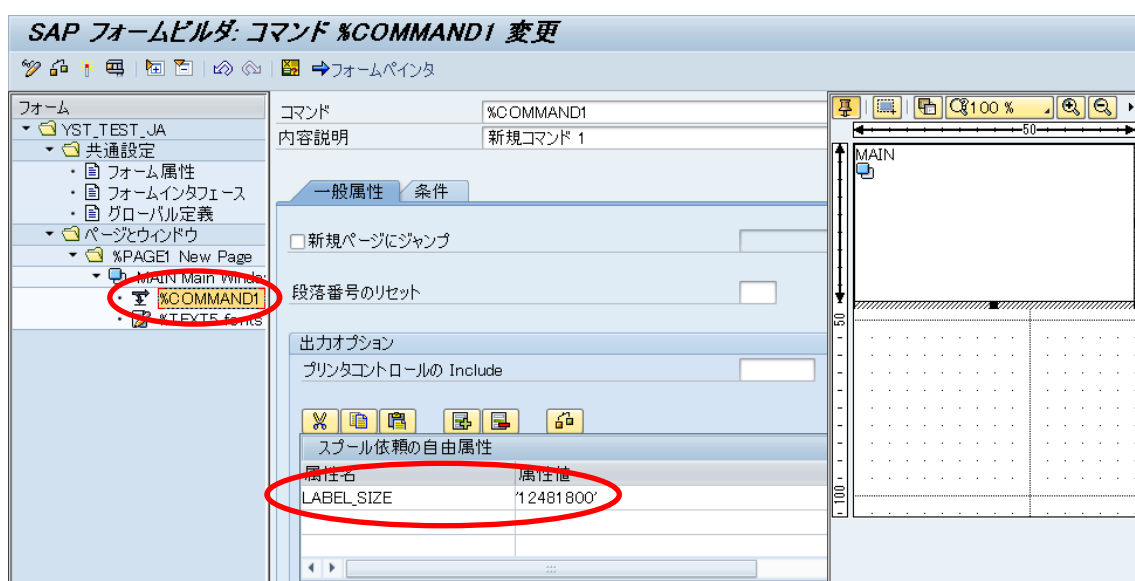 SAP フォームビルダ: コマンド %COMMAND1 変更
フォームペインタ
フォーム
YST_TEST_JA
共通設定
フォーム属性
フォームインタフェース
グローバル定義
ページとウィンドウ
%PAGE1 New Page
MAIN Main Windo
%COMMAND1
%TEXT5 fonts
コマンド %COMMAND1
内容説明 新規コマンド 1
一般属性 条件
新規ページにジャンプ
段落番号のリセット
出力オプション
プリンタコントロールの Include
スプール依頼の自由属性
属性名 属性値
LABEL_SIZE '12481800'
100 %
50
MAIN
50
100